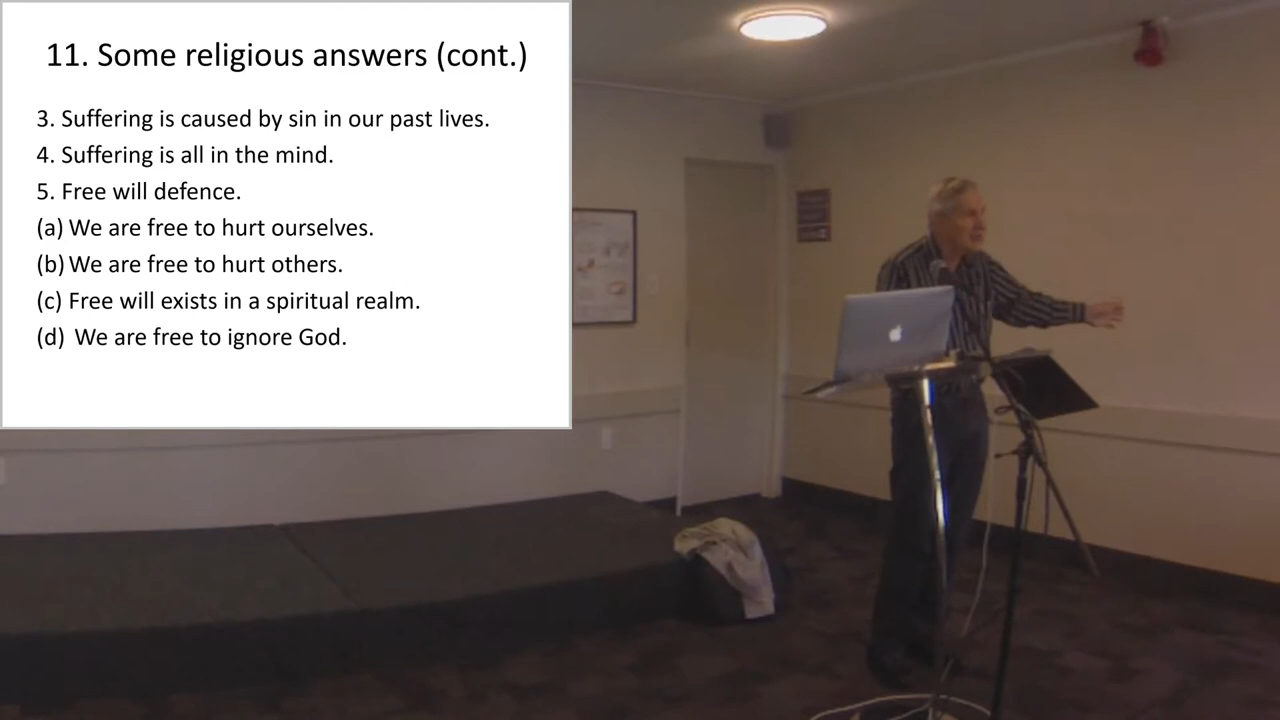 11. Some religious answers (cont.)
3. Suffering is caused by sin in our past lives.
4. Suffering is all in the mind.
5. Free will defence.
(a) We are free to hurt ourselves.
(b) We are free to hurt others.
(c) Free will exists in a spiritual realm.
(d) We are free to ignore God.